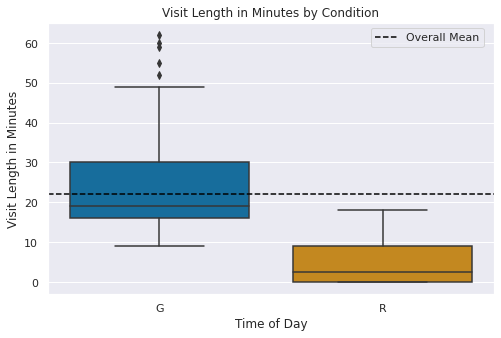 Visit Length in Minutes by Condition
Overall Mean
Visit Length in Minutes
60
50
40
30
20
10
0
G R
Time of Day